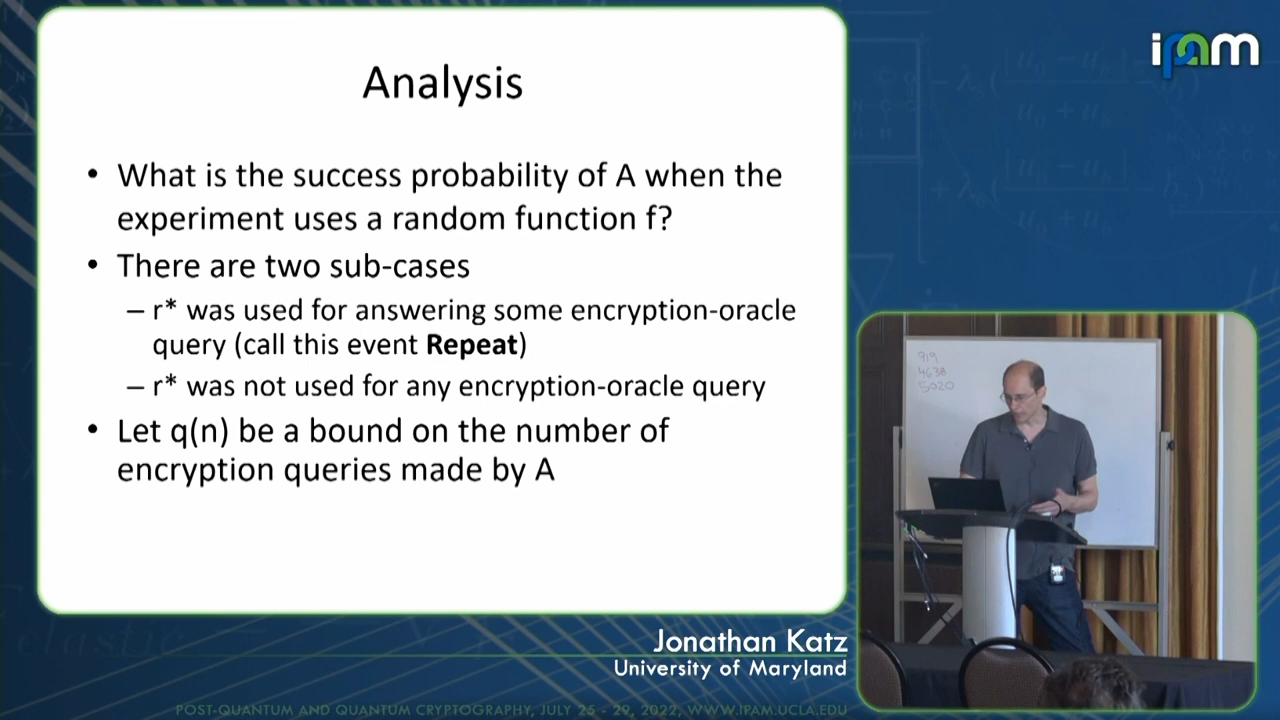 ipam
Analysis
• What is the success probability of A when the
experiment uses a random function f?
• There are two sub-cases
– r* was used for answering some encryption-oracle
query (call this event Repeat)
– r* was not used for any encryption-oracle query
• Let q(n) be a bound on the number of
encryption queries made by A
919
4638
5020
Jonathan Katz
University of Maryland
POST-QUANTUM AND QUANTUM CRYPTOGRAPHY, JULY 25 - 29, 2022, WWW.IPAM.UCLA.EDU